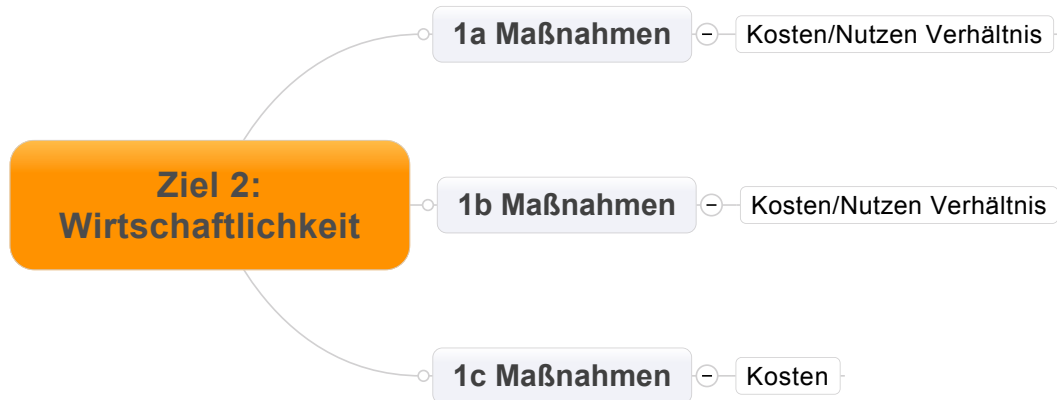 1a Maßnahmen
Kosten/Nutzen Verhältnis
Ziel 2:
Wirtschaftlichkeit
1b Maßnahmen
Kosten/Nutzen Verhältnis
1c Maßnahmen
Kosten